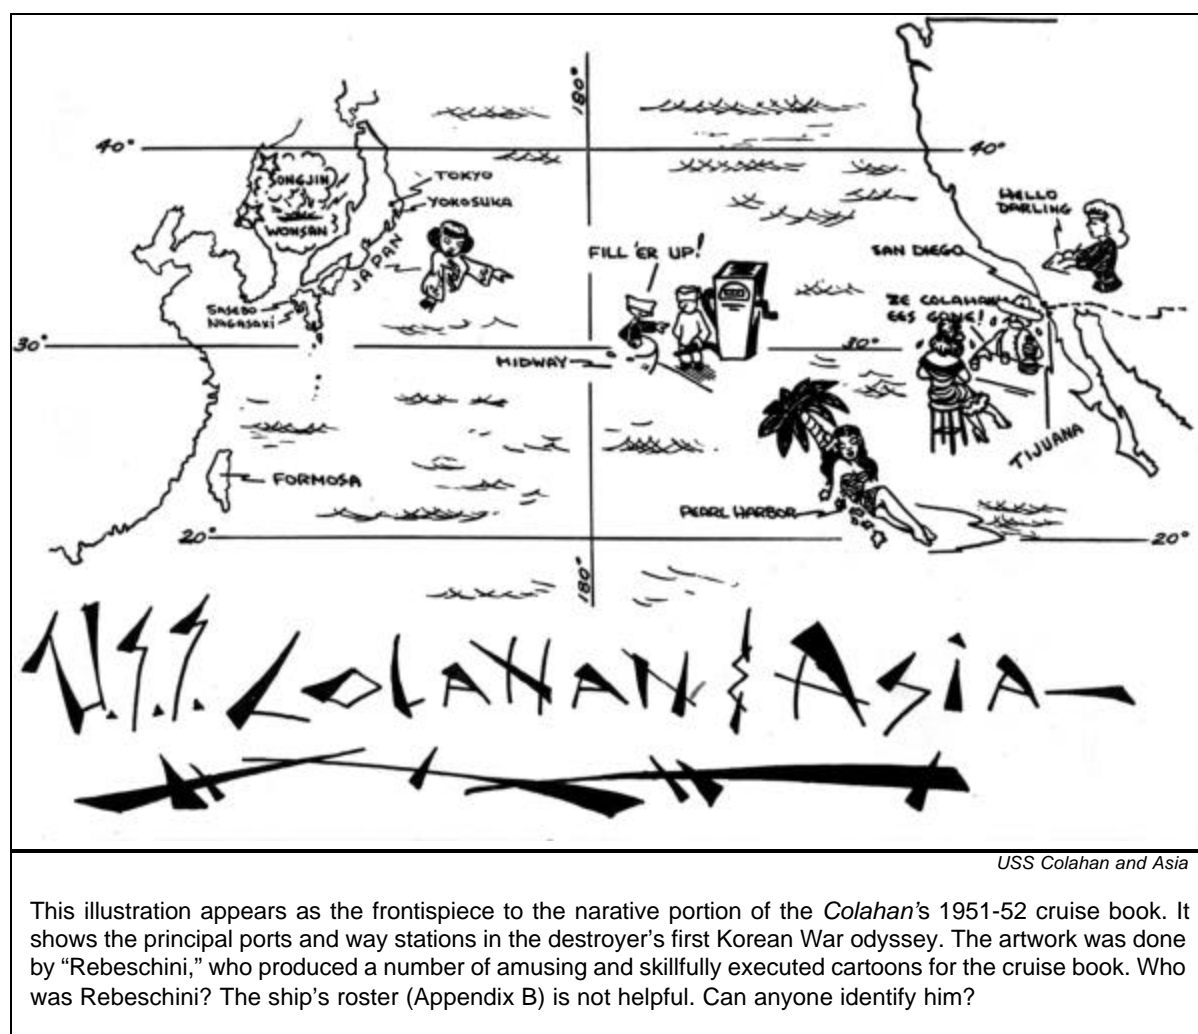 180°
40°
40°
SONGJIN
WONSAN
TOKYO
YOKOSUKA
JAPAN
SASEBO
NAGASAKI
FILL 'ER UP!
HELLO
DARLING
SAN DIEGO
ZE COLAHAN
EES GONE!
30°
30°
MIDWAY
TIJUANA
FORMOSA
PEARL HARBOR
20°
20°
180°
U.S.S. COLAHAN & ASIA—
USS Colahan and Asia
This illustration appears as the frontispiece to the narative portion of the Colahan's 1951-52 cruise book. It
shows the principal ports and way stations in the destroyer's first Korean War odyssey. The artwork was done
by “Rebeschini,” who produced a number of amusing and skillfully executed cartoons for the cruise book. Who
was Rebeschini? The ship's roster (Appendix B) is not helpful. Can anyone identify him?